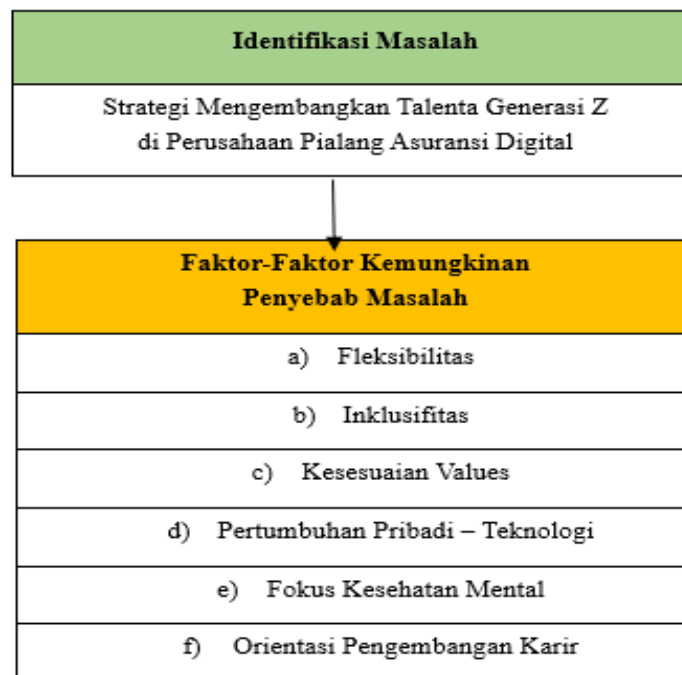 Identifikasi Masalah
Strategi Mengembangkan Talenta Generasi Z
di Perusahaan Pialang Asuransi Digital
Faktor-Faktor Kemungkinan
Penyebab Masalah
a) Fleksibilitas
b) Inklusifitas
c) Kesesuaian Values
d) Pertumbuhan Pribadi – Teknologi
e) Fokus Kesehatan Mental
f) Orientasi Pengembangan Karir